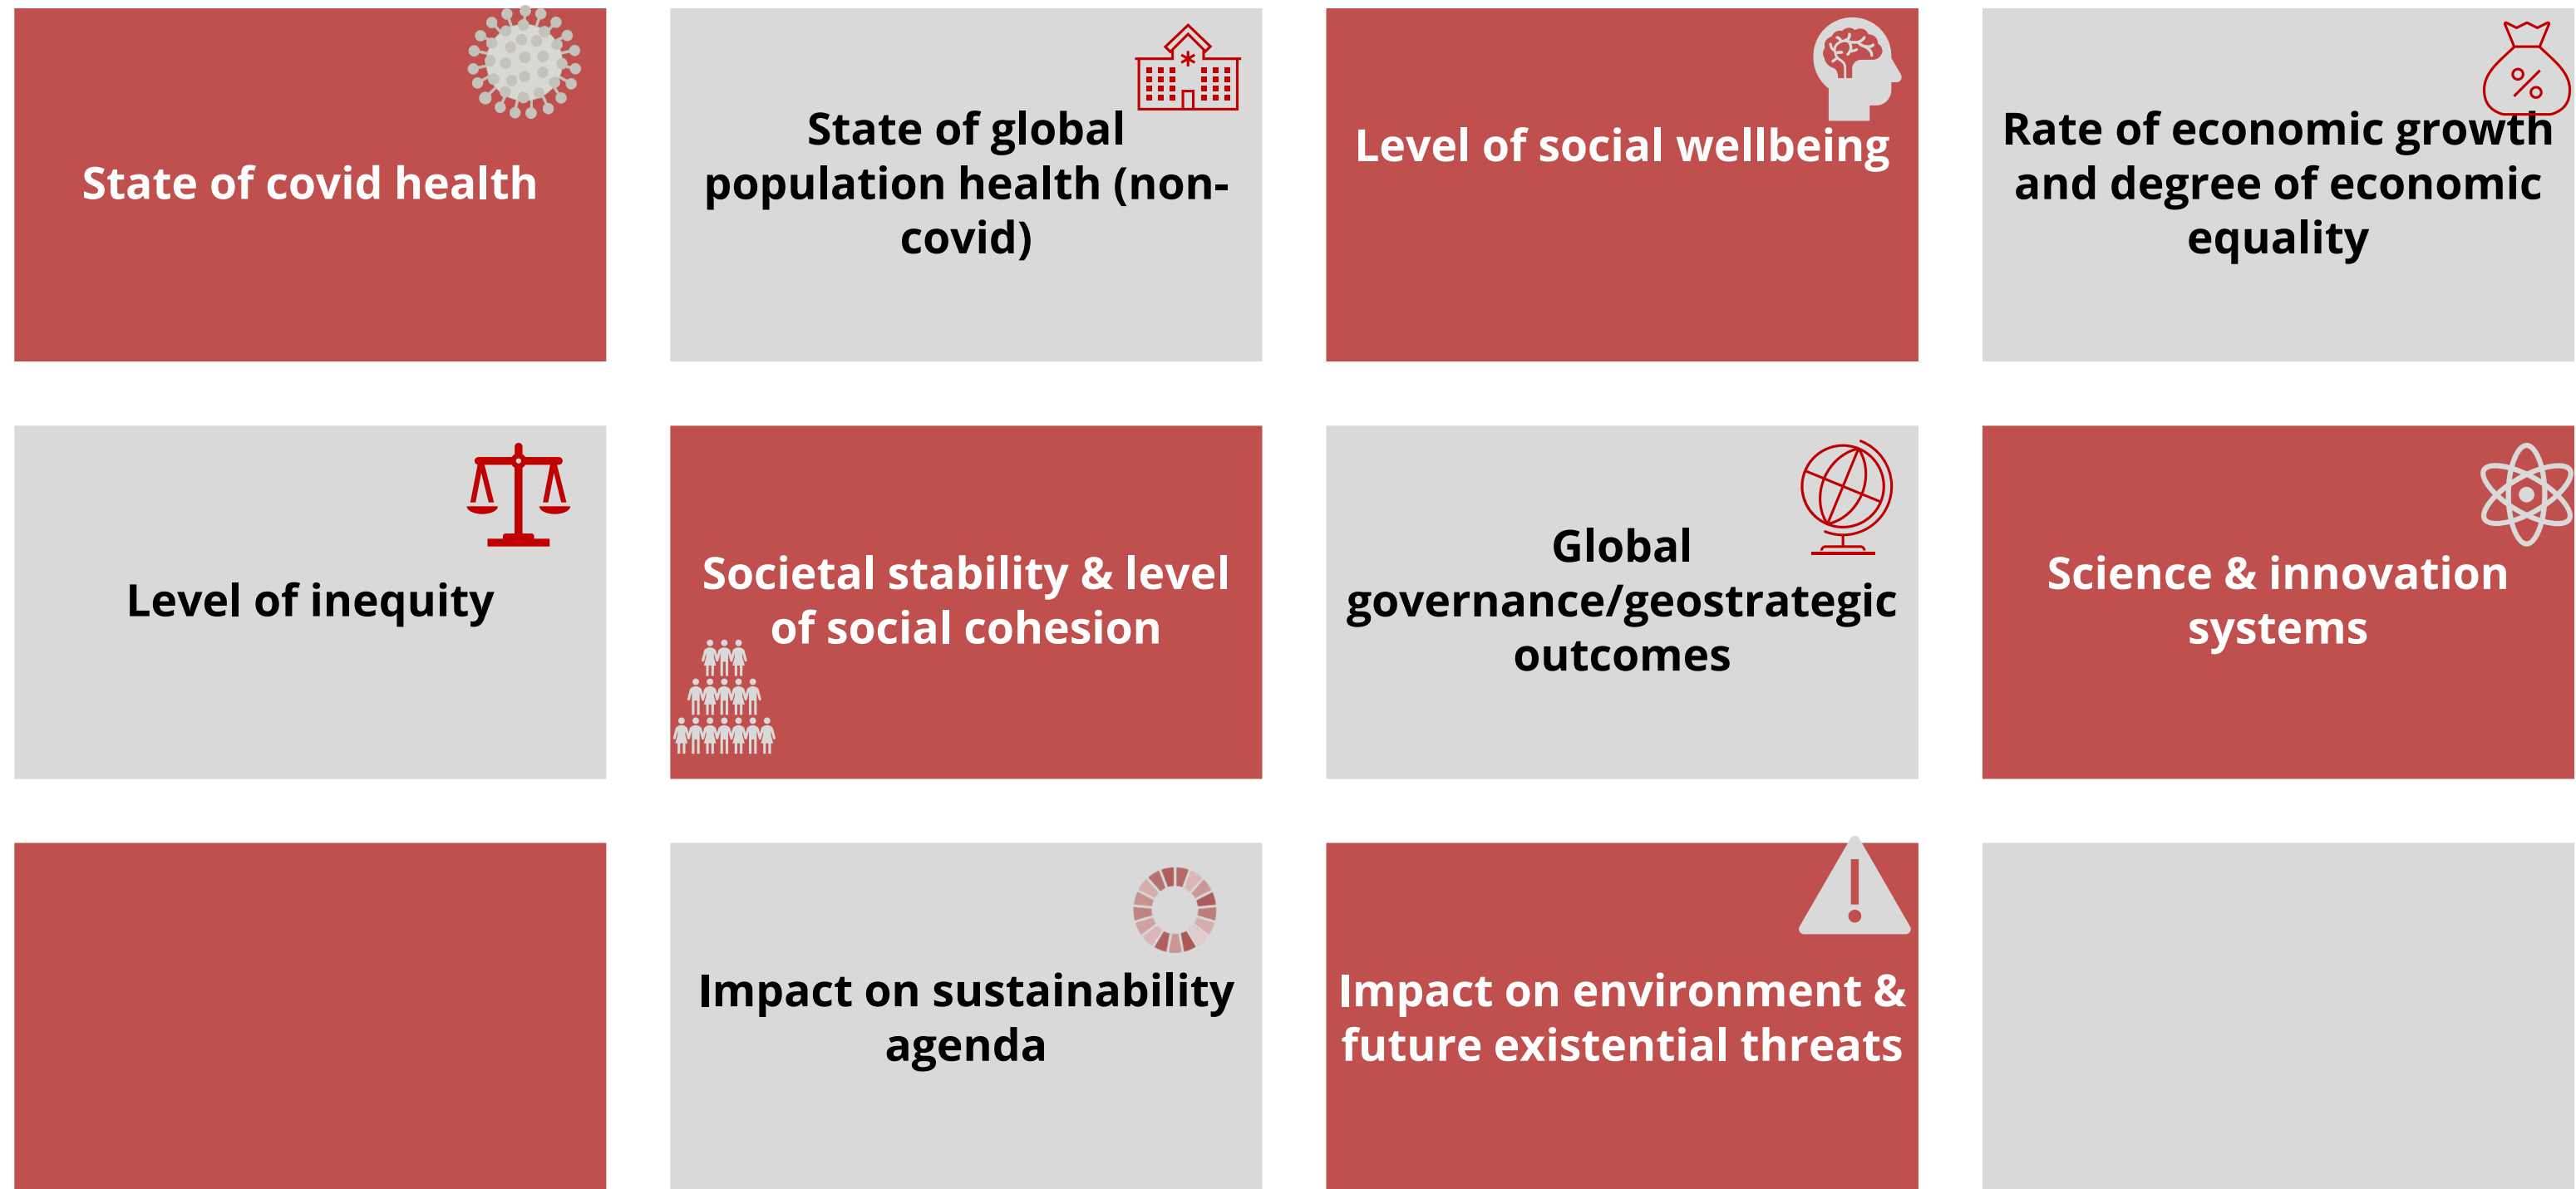 State of covid health
State of global
population health (non-
covid)
Level of social wellbeing
Rate of economic growth
and degree of economic
equality
Level of inequity
Societal stability & level
of social cohesion
Global
governance/geostrategic
outcomes
Science & innovation
systems
Impact on sustainability
agenda
Impact on environment &
future existential threats